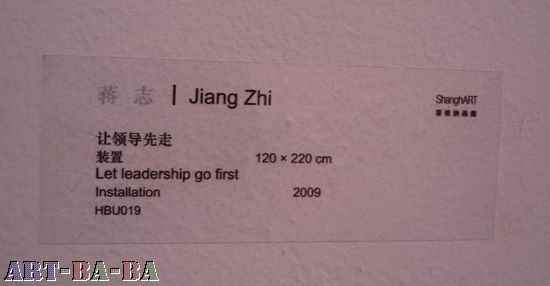 蒋 志 | Jiang Zhi
ShanghART
香格纳画廊
让领导先走
装置 120 × 220 cm
Let leadership go first
Installation 2009
HBU019
ART-BA-BA